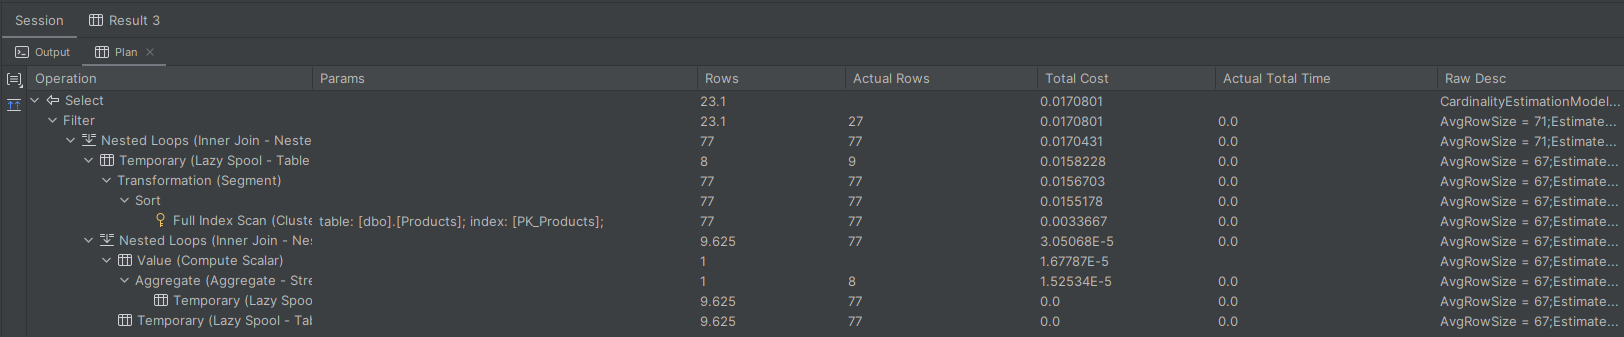 Session Result 3
Output Plan
Operation Params Rows Actual Rows Total Cost Actual Total Time Raw Desc
Select 23.1 0.0170801 CardinalityEstimationModel...
Filter 23.1 27 0.0170801 0.0 AvgRowSize = 71;Estimate...
Nested Loops (Inner Join - Neste 77 77 0.0170431 0.0 AvgRowSize = 71;Estimate...
Temporary (Lazy Spool - Table 8 9 0.0158228 0.0 AvgRowSize = 67;Estimate...
Transformation (Segment) 77 77 0.0156703 0.0 AvgRowSize = 67;Estimate...
Sort 77 77 0.0155178 0.0 AvgRowSize = 67;Estimate...
Full Index Scan (Cluste table: [dbo].[Products]; index: [PK_Products]; 77 77 0.0033667 0.0 AvgRowSize = 67;Estimate...
Nested Loops (Inner Join - Nes 9.625 77 3.05068E-5 0.0 AvgRowSize = 67;Estimate...
Value (Compute Scalar) 1 1.67787E-5 AvgRowSize = 67;Estimate...
Aggregate (Aggregate - Stre 1 8 1.52534E-5 0.0 AvgRowSize = 67;Estimate...
Temporary (Lazy Spoo 9.625 77 0.0 0.0 AvgRowSize = 67;Estimate...
Temporary (Lazy Spool - Tab 9.625 77 0.0 0.0 AvgRowSize = 67;Estimate...